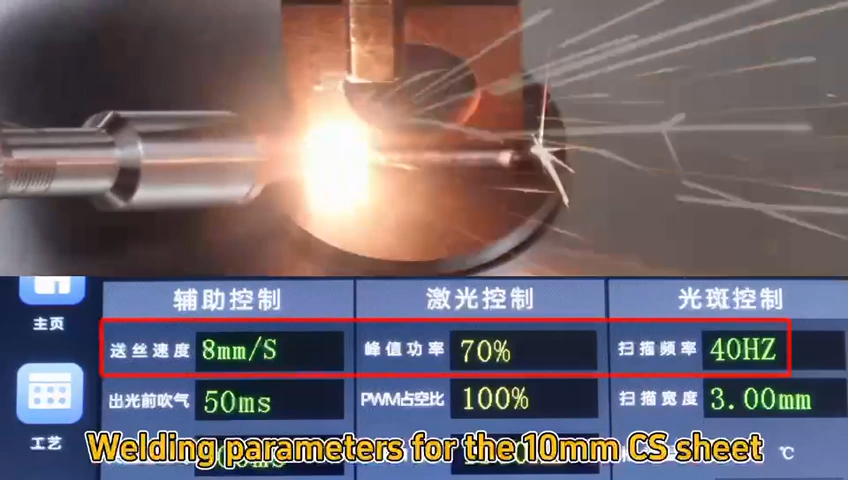 辅助控制 激光控制 光斑控制
主页
送丝速度 8mm/S 峰值功率 70% 扫描频率 40HZ
出光前吹气 50ms PWM占空比 100% 扫描宽度 3.00mm
工艺
Welding parameters for the 10mm CS sheet
℃